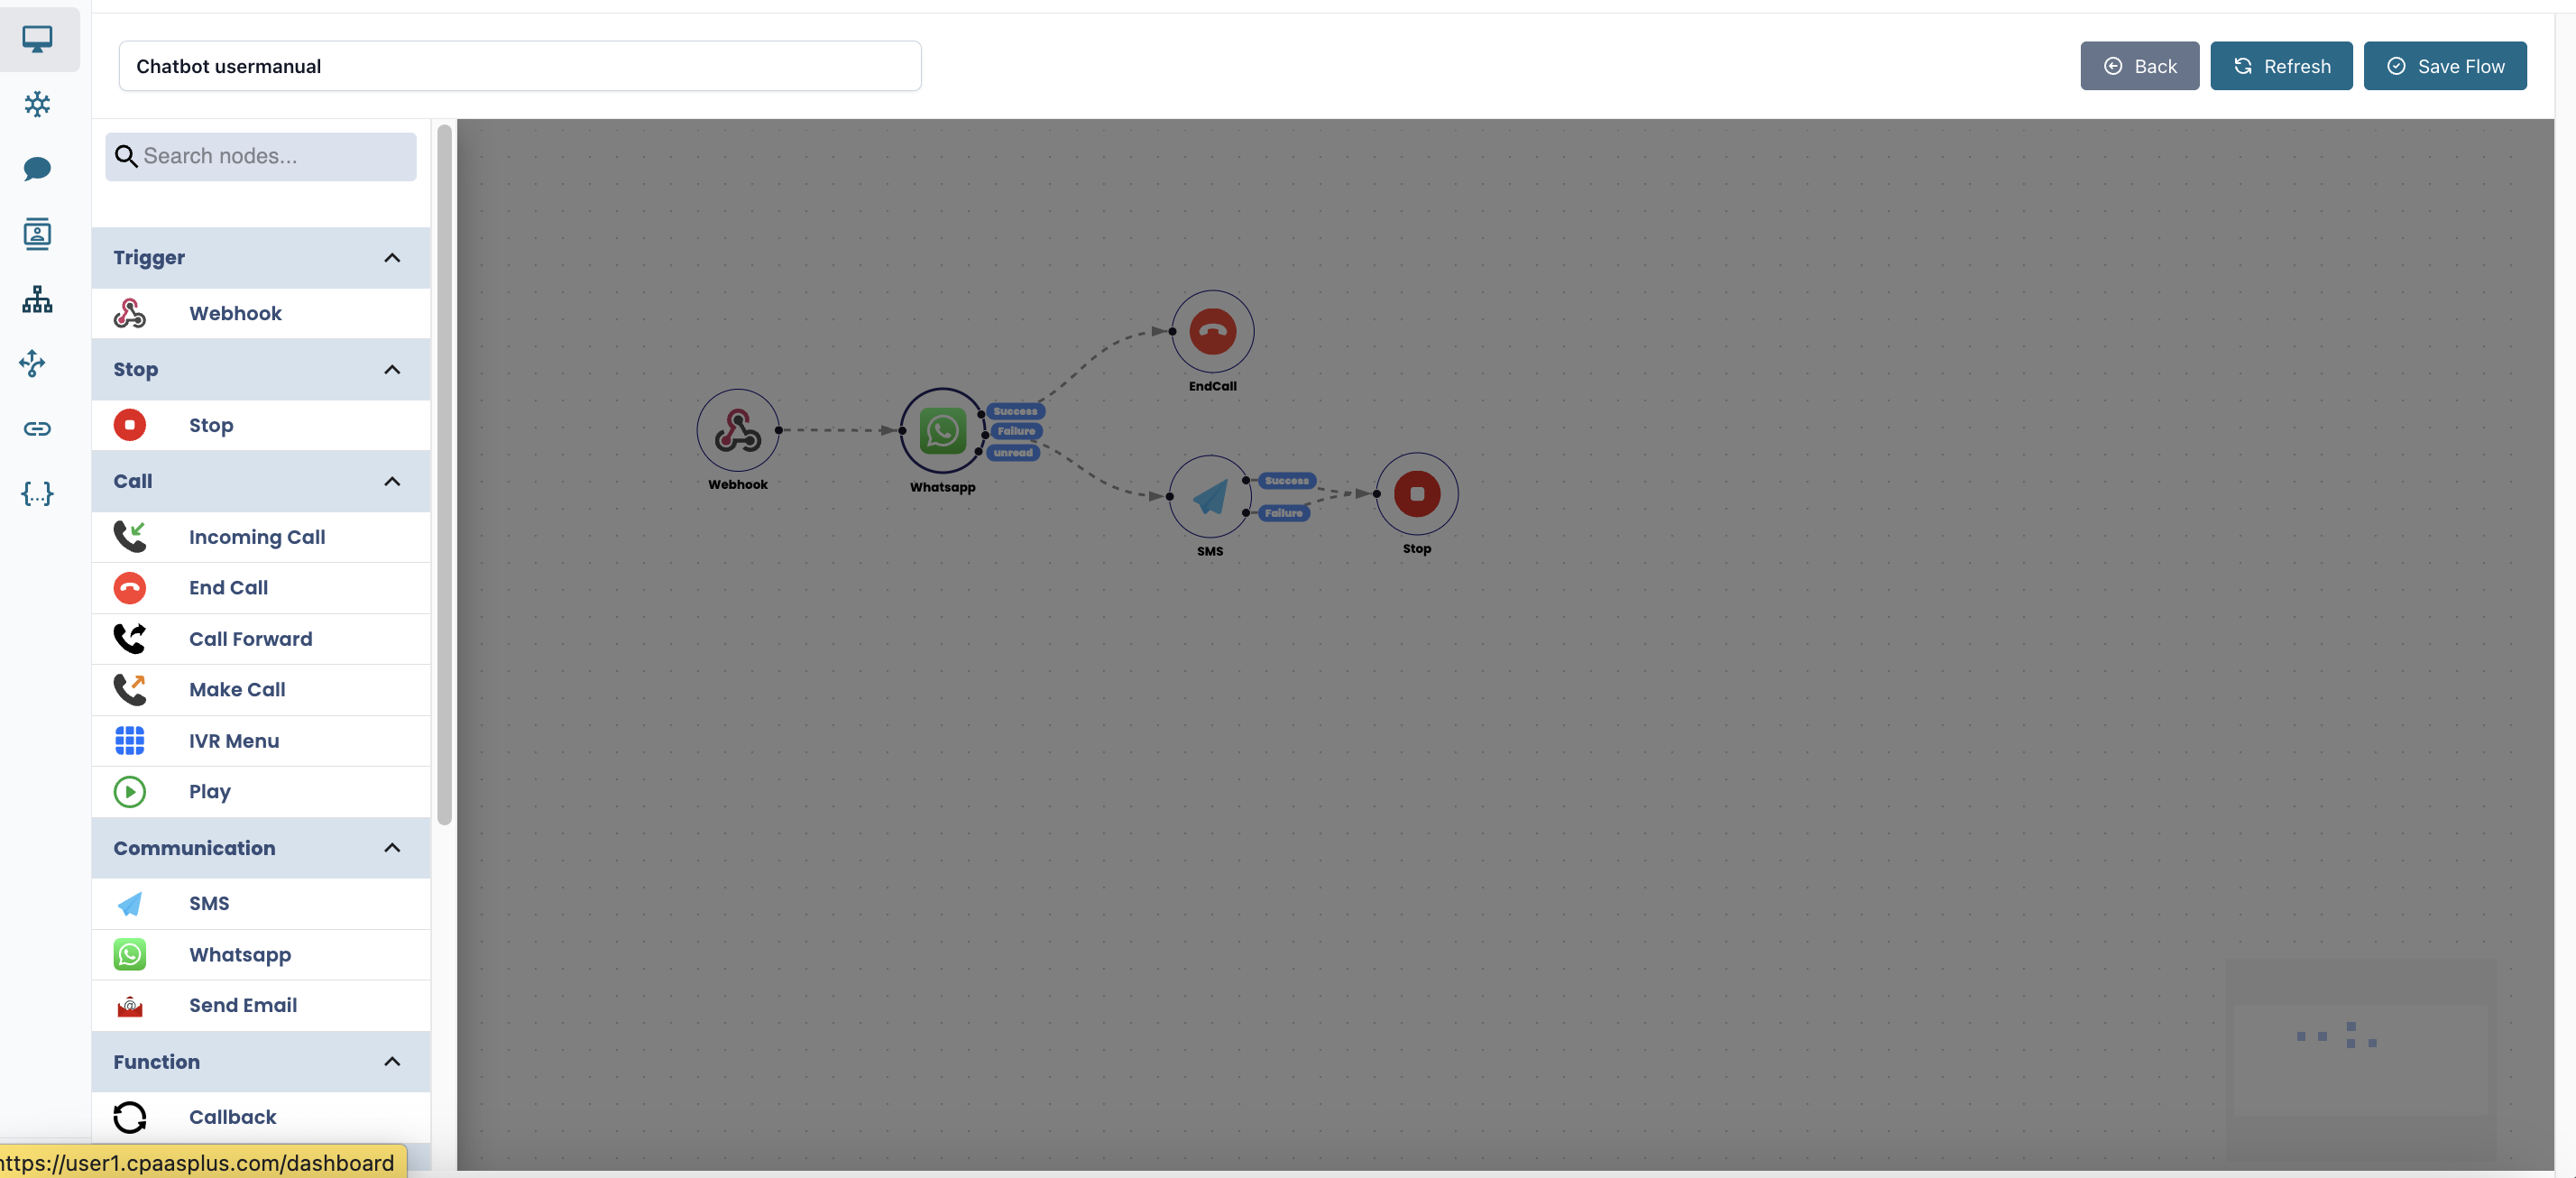 Chatbot usermanual
Back
Refresh
Save Flow
Search nodes...
Trigger
Webhook
Stop
Stop
Call
Incoming Call
End Call
Call Forward
Make Call
IVR Menu
Play
Communication
SMS
Whatsapp
Send Email
Function
Callback
EndCall
Success
Failure
unread
Webhook
Whatsapp
Success
Failure
SMS
Stop
https://user1.cpaasplus.com/dashboard